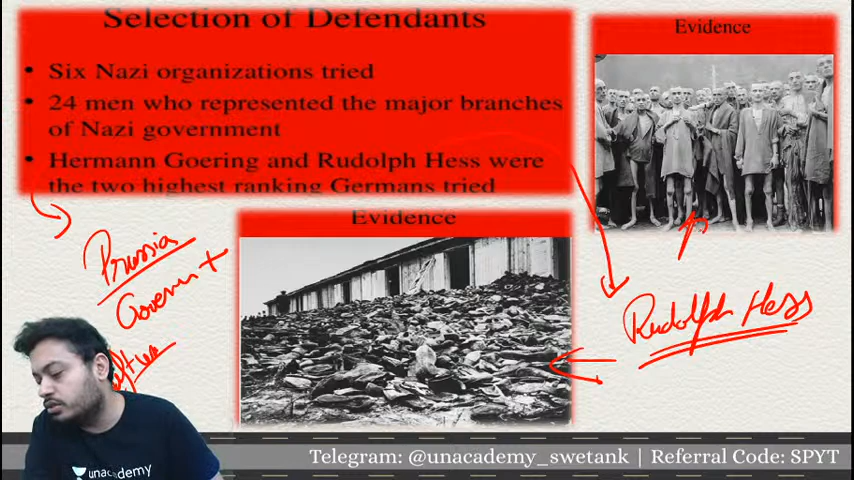 Selection of Defendants
• Six Nazi organizations tried
• 24 men who represented the major branches
of Nazi government
• Hermann Goering and Rudolph Hess were
the two highest ranking Germans tried
Evidence
Evidence
Prussia
Govern +
Rudolph Hess
unacademy
Telegram: @unacademy_swetank | Referral Code: SPYT